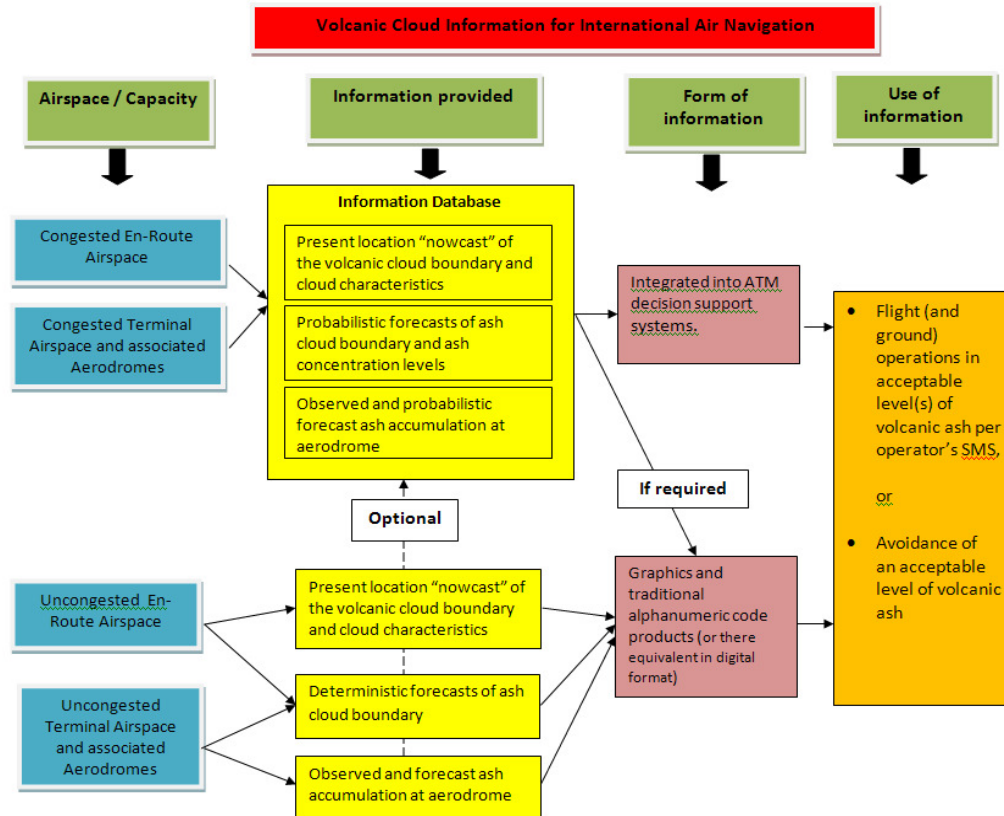 Volcanic Cloud Information for International Air Navigation
Airspace / Capacity
Information provided
Form of
information
Use of
information
Congested En-Route
Airspace
Congested Terminal
Airspace and associated
Aerodromes
Information Database
Present location “nowcast” of
the volcanic cloud boundary and
cloud characteristics
Probabilistic forecasts of ash
cloud boundary and ash
concentration levels
Observed and probabilistic
forecast ash accumulation at
aerodrome
Integrated into ATM
decision support
systems.
• Flight (and
ground)
operations in
acceptable
level(s) of
volcanic ash per
operator’s SMS,
or
• Avoidance of
an acceptable
level of volcanic
ash
Optional
If required
Uncongested En-
Route Airspace
Uncongested
Terminal Airspace
and associated
Aerodromes
Present location “nowcast” of
the volcanic cloud boundary
and cloud characteristics
Deterministic forecasts of ash
cloud boundary
Observed and forecast ash
accumulation at aerodrome
Graphics and
traditional
alphanumeric code
products (or there
equivalent in digital
format)